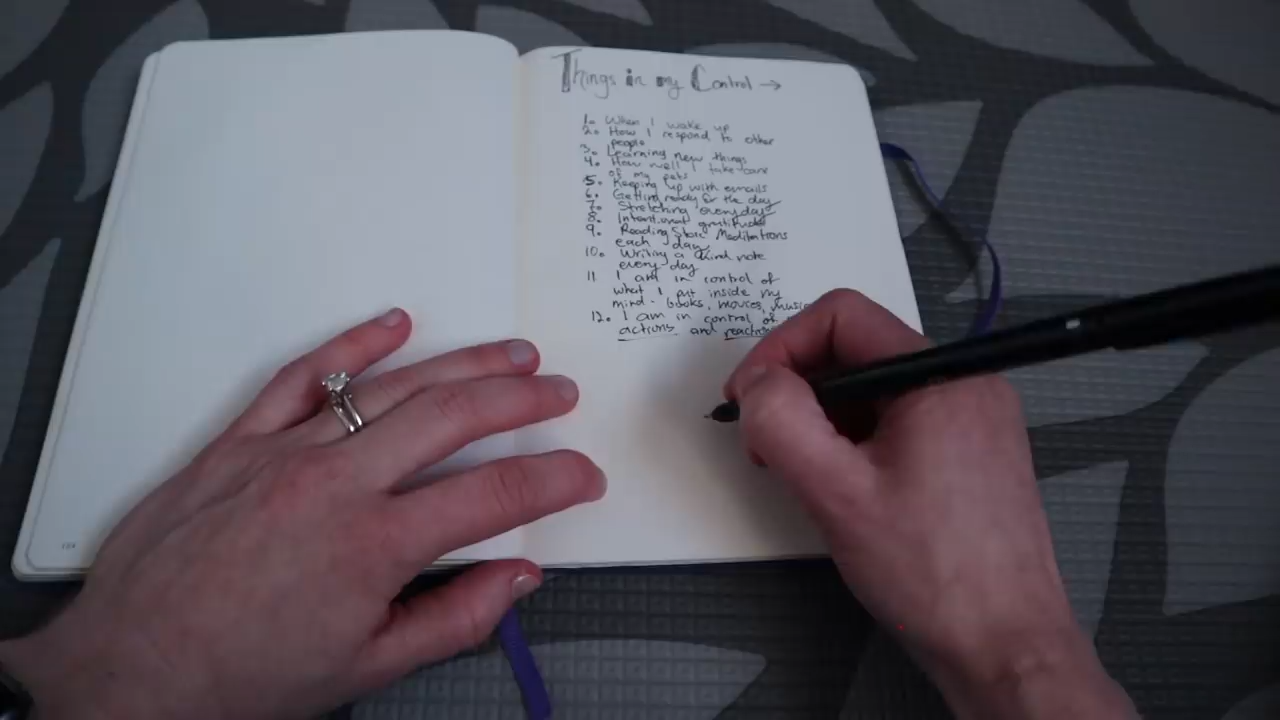 Things in my Control →
1. When I wake up
2. How I respond to other
people
3. Learning new things
4. How well I take care
of my pets
5. Keeping up with emails
6. Getting ready for the day
7. Stretching everyday
8. Intentional gratitude
9. Reading Stoic Meditations
each day
10. Writing a kind note
every day
11 I am in control of
what I put inside my
mind - books, movies, music
12. I am in control of
actions and